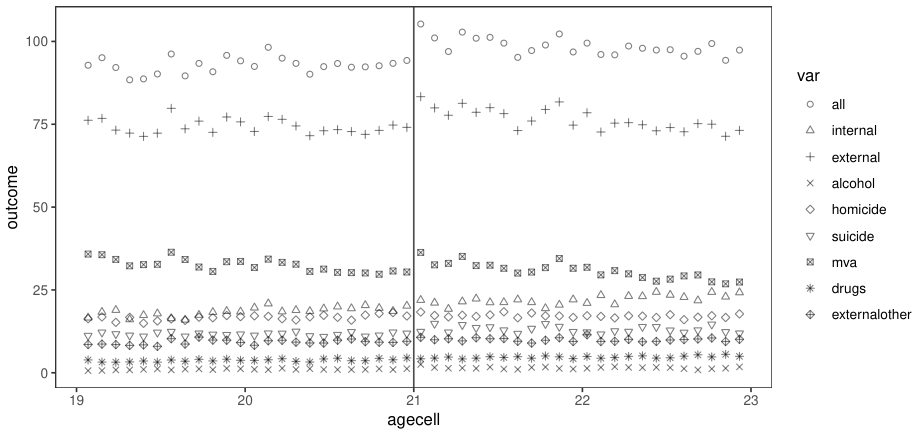 outcome
100
75
50
25
0
19
20
21
22
23
agecell
var
all
internal
external
alcohol
homicide
suicide
mva
drugs
externalother